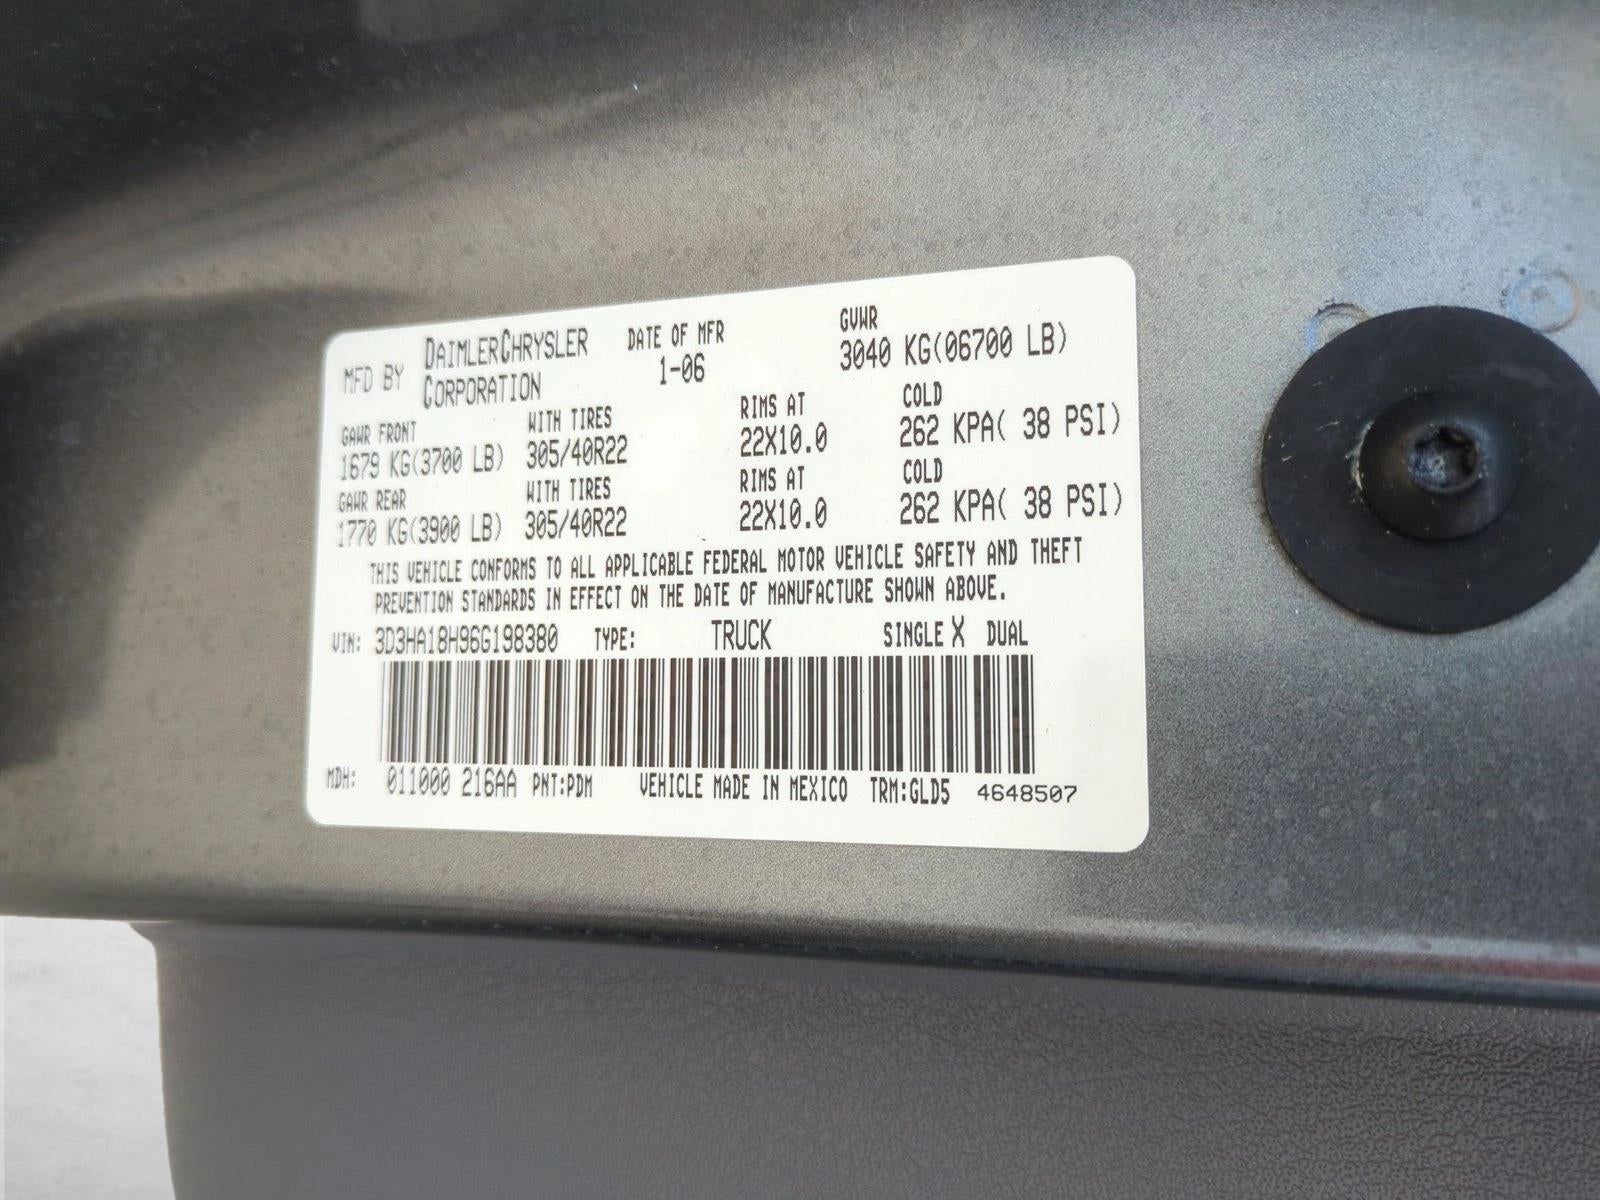 MFD BY DAIMLERCHRYSLER CORPORATION DATE OF MFR 1-06 GVWR 3040 KG(06700 LB)
GAWR FRONT WITH TIRES RIMS AT COLD
1679 KG(3700 LB) 305/40R22 22X10.0 262 KPA( 38 PSI)
GAWR REAR WITH TIRES RIMS AT COLD
1770 KG(3900 LB) 305/40R22 22X10.0 262 KPA( 38 PSI)
THIS VEHICLE CONFORMS TO ALL APPLICABLE FEDERAL MOTOR VEHICLE SAFETY AND THEFT
PREVENTION STANDARDS IN EFFECT ON THE DATE OF MANUFACTURE SHOWN ABOVE.
VIN: 3D3HA18H96G198380 TYPE: TRUCK SINGLE X DUAL
MDH: 011000 216AA PNT:PDM VEHICLE MADE IN MEXICO TRM:GLD5 4648507